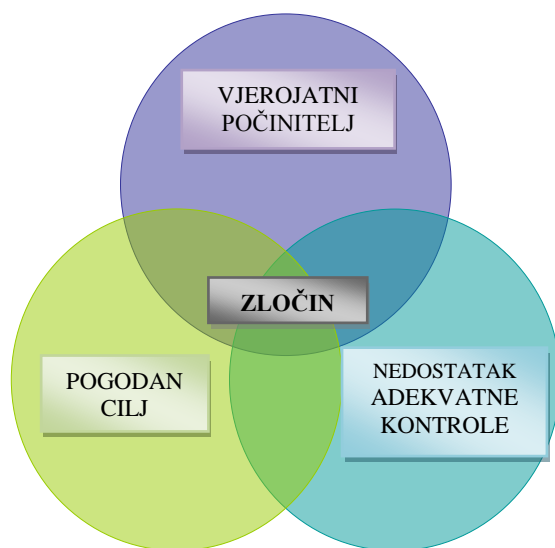 VJEROJATNI
POČINITELJ
ZLOČIN
POGODAN
CILJ
NEDOSTATAK
ADEKVATNE
KONTROLE